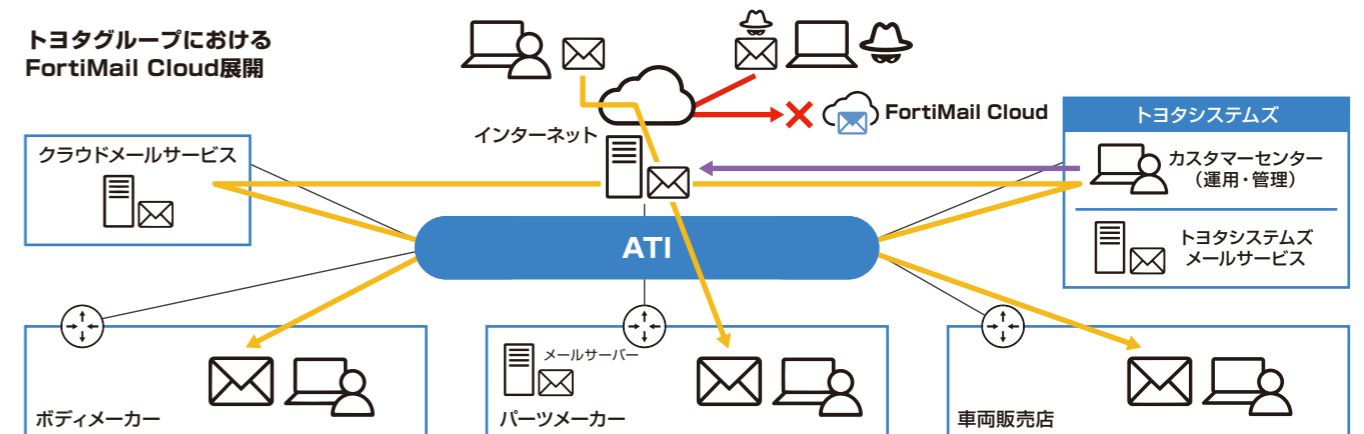 トヨタグループにおける
FortiMail Cloud展開
インターネット
FortiMail Cloud
クラウドメールサービス
トヨタシステムズ
カスタマーセンター
（運用・管理）
トヨタシステムズ
メールサービス
ATI
ボディメーカー
メールサーバー
パーツメーカー
車両販売店